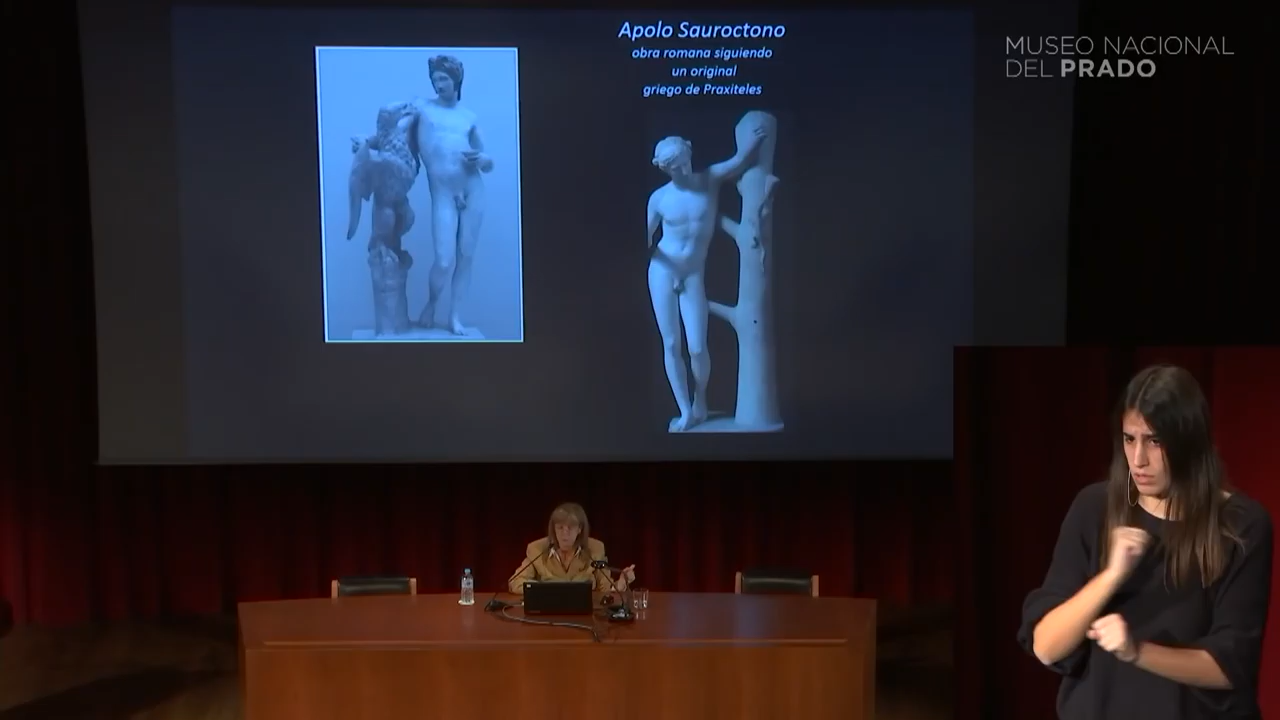 Apolo Sauroctono
obra romana siguiendo
un original
griego de Praxiteles
MUSEO NACIONAL
DEL PRADO